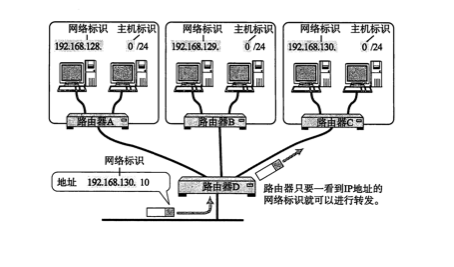 网络标识 主机标识
192.168.128. 0 /24
网络标识 主机标识
192.168.129. 0 /24
网络标识 主机标识
192.168.130. 0 /24
路由器A
路由器B
路由器C
网络标识
地址 192.168.130. 10
路由器D
路由器只要一看到IP地址的
网络标识就可以进行转发。